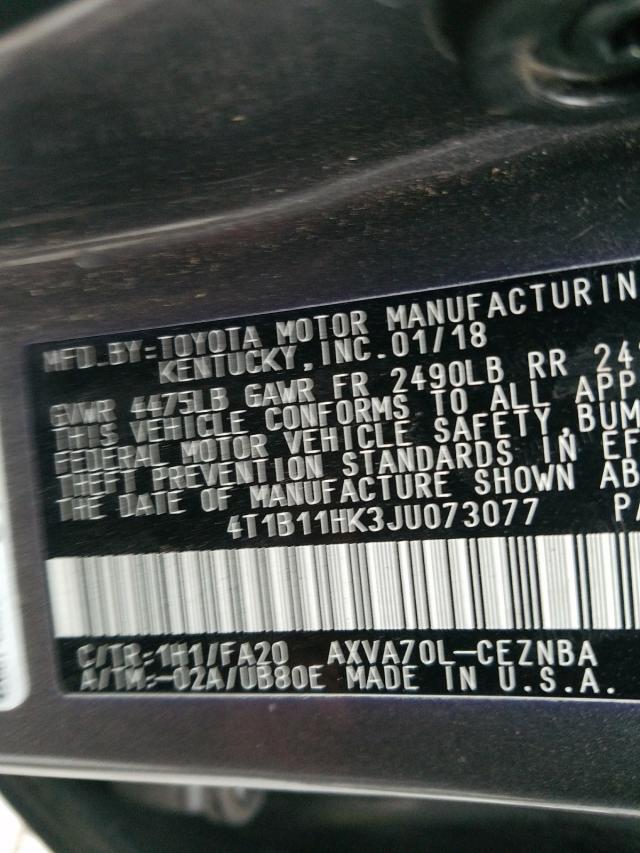 MFD. BY: TOYOTA MOTOR MANUFACTURIN
KENTUCKY, INC. 01/18
GVWR 4475LB GAWR FR 2490LB RR
THIS VEHICLE CONFORMS TO ALL APP
FEDERAL MOTOR VEHICLE SAFETY, BUM
THEFT PREVENTION STANDARDS IN EF
THE DATE OF MANUFACTURE SHOWN AB
4T1B11HK3JU073077 PA
C/TR: 1H1/FA20 AXVA70L-CEZNBA
A/TM: -02A/UB80E MADE IN U.S.A.